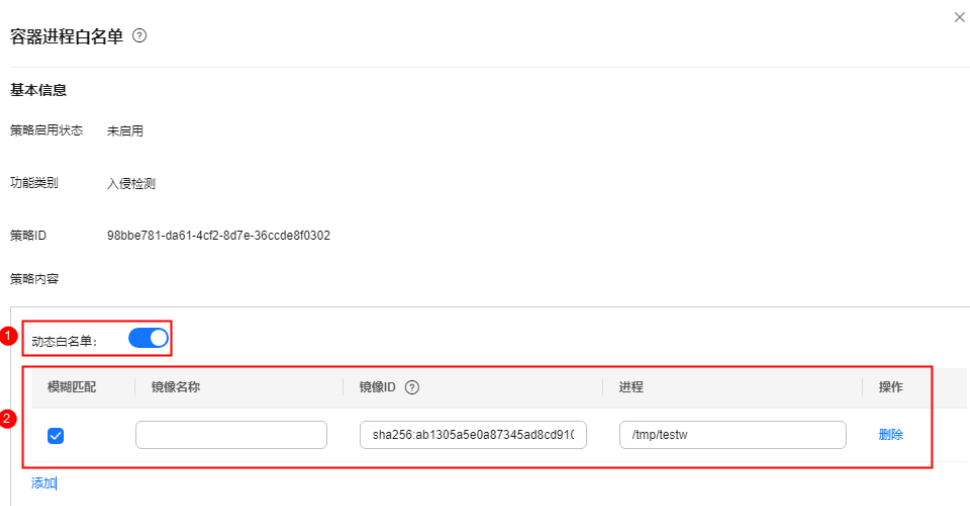 容器进程白名单 ?
基本信息
策略启用状态 未启用
功能类别 入侵检测
策略ID 98bbe781-da61-4cf2-8d7e-36ccde8f0302
策略内容
1 动态白名单：
2
模糊匹配 镜像名称 镜像ID ? 进程 操作
sha256:ab1305a5e0a87345ad8cd91( /tmp/testw 删除
添加